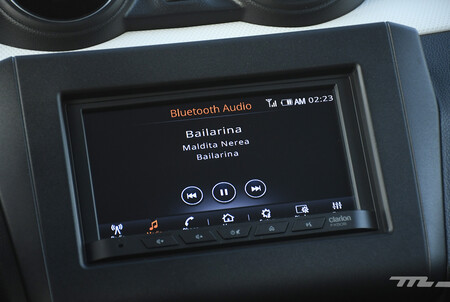 Bluetooth Audio
AM 02:23
Bailarina
Maldita Nerea
Bailarina
clarion